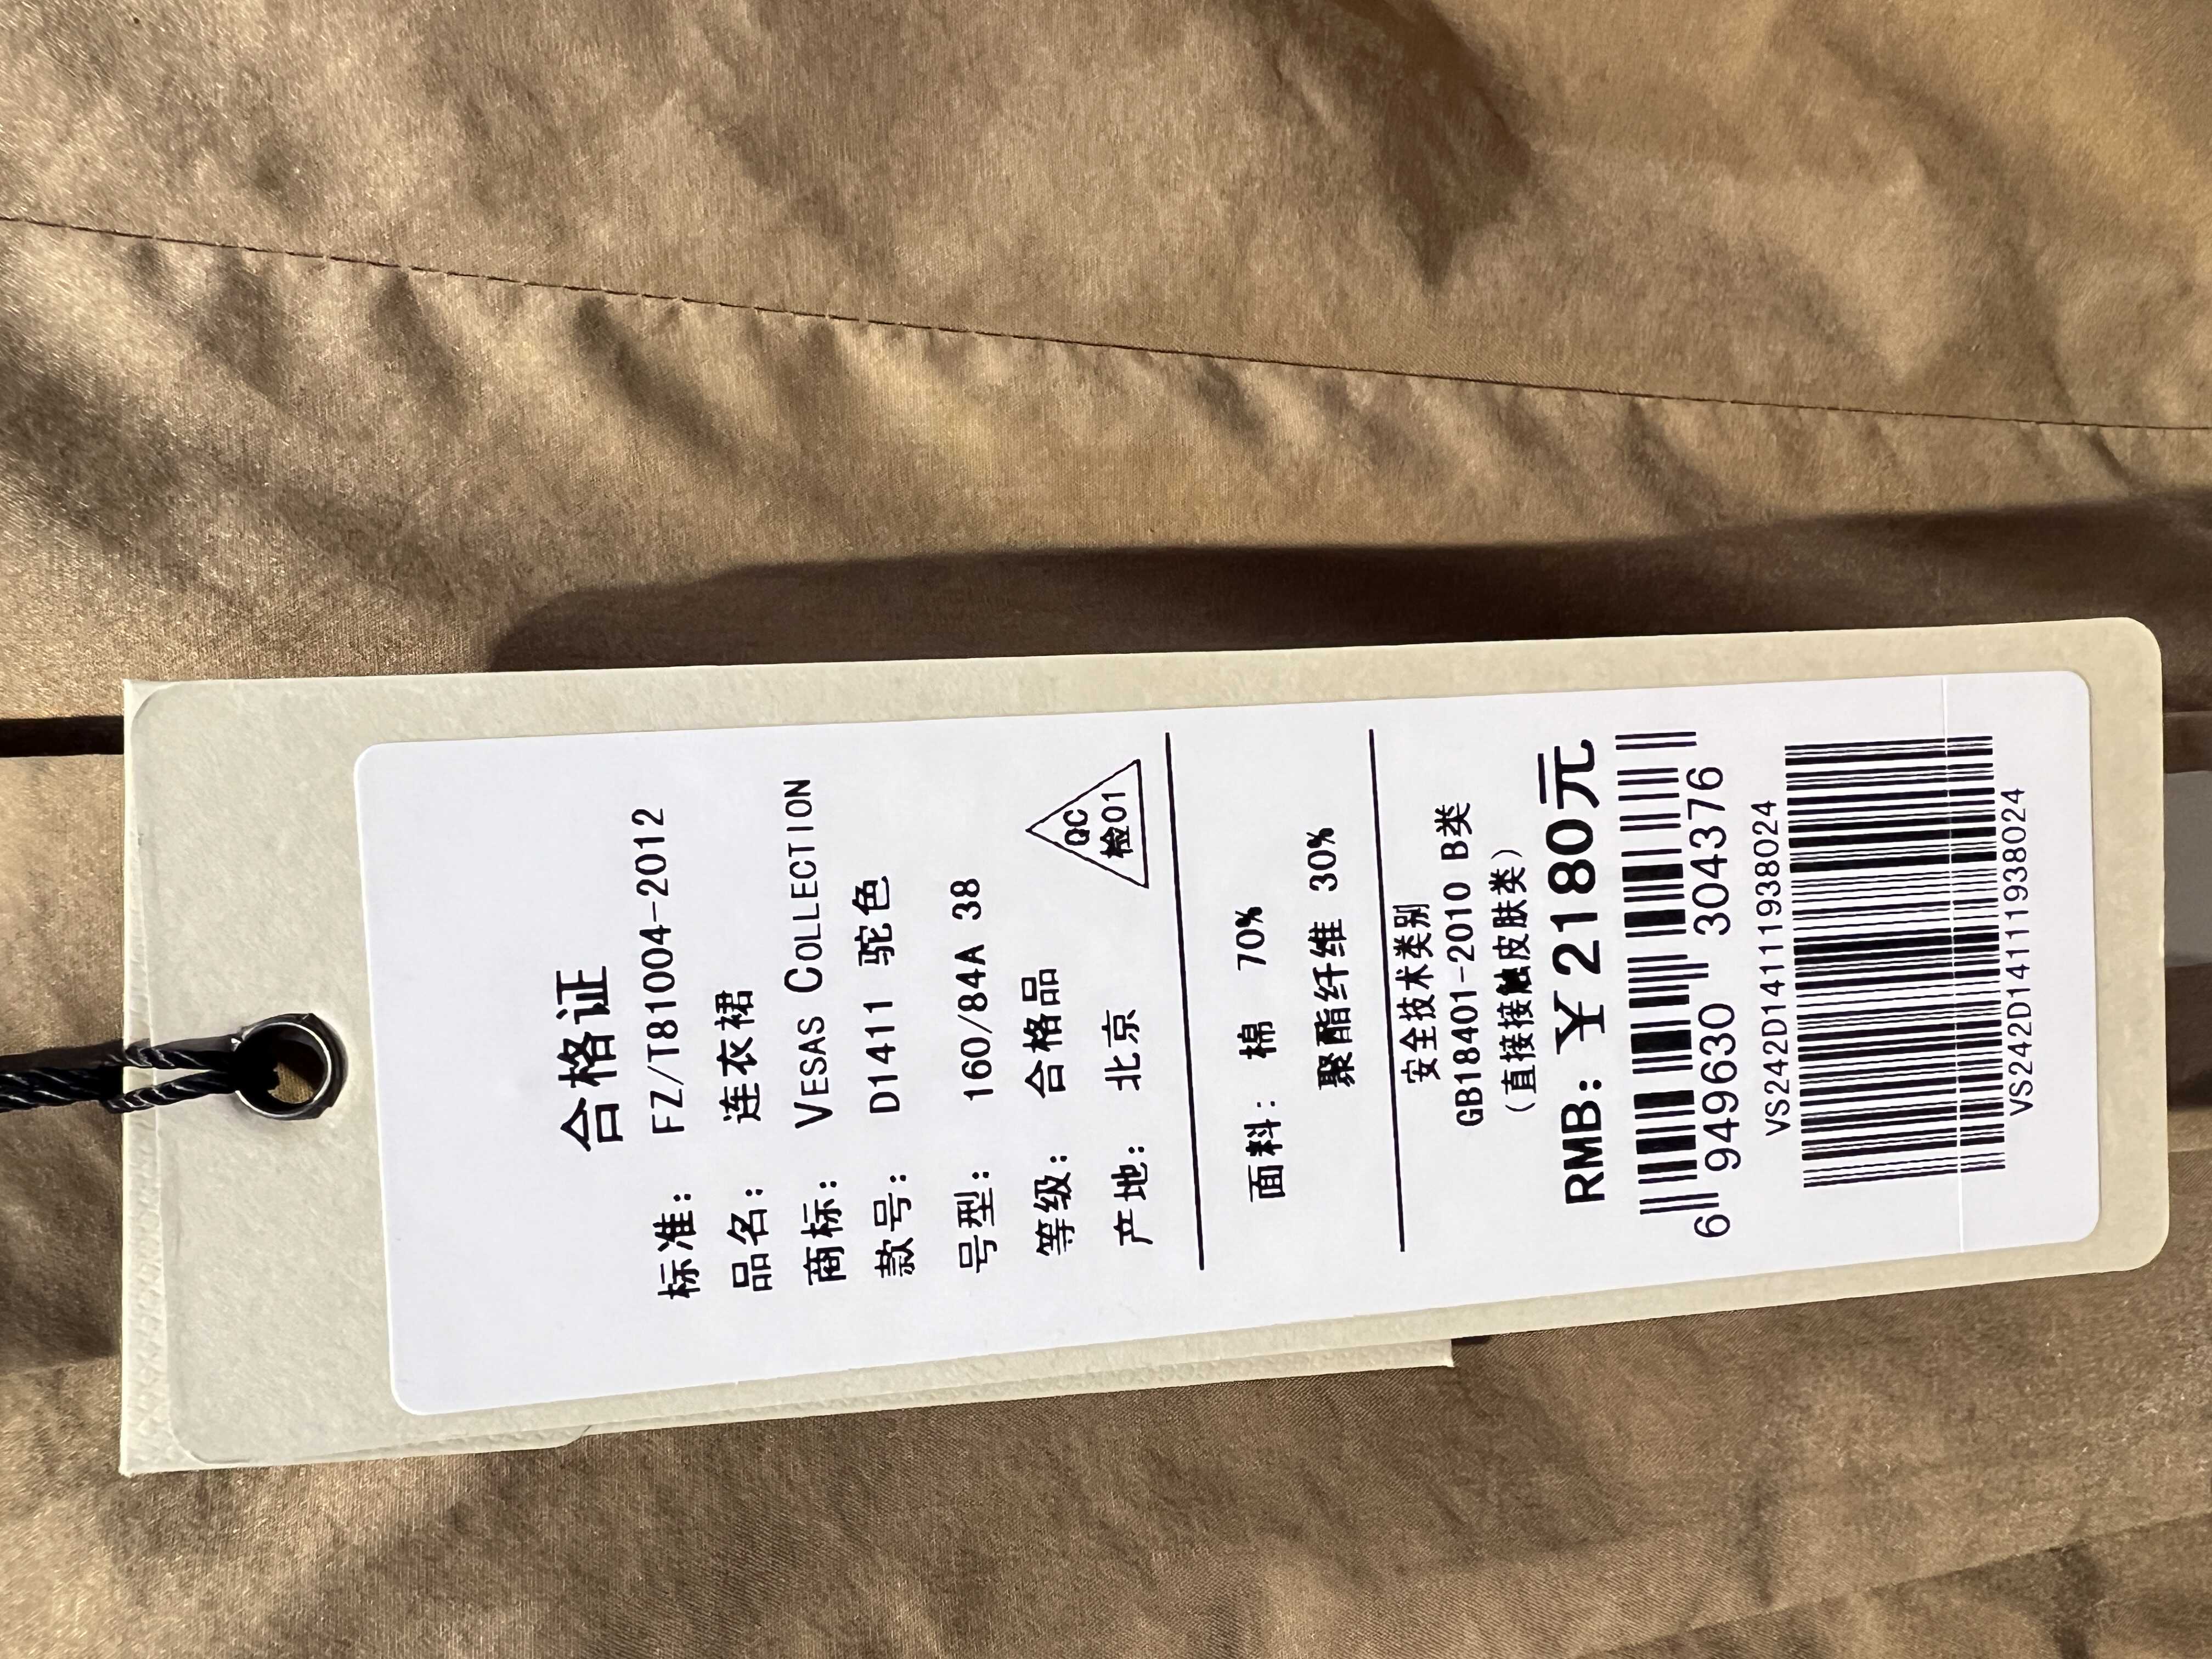 合格证
标准: FZ/T81004-2012
品名: 连衣裙
商标: VESAS COLLECTION
款号: D1411 驼色
号型: 160/84A 38
等级: 合格品
QC
检01
产地: 北京
面料: 棉 70%
聚酯纤维 30%
安全技术类别
GB18401-2010 B类
(直接接触皮肤类)
RMB: ¥2180元
6 949630 304376
VS242D1411193​8024
VS242D14111938024